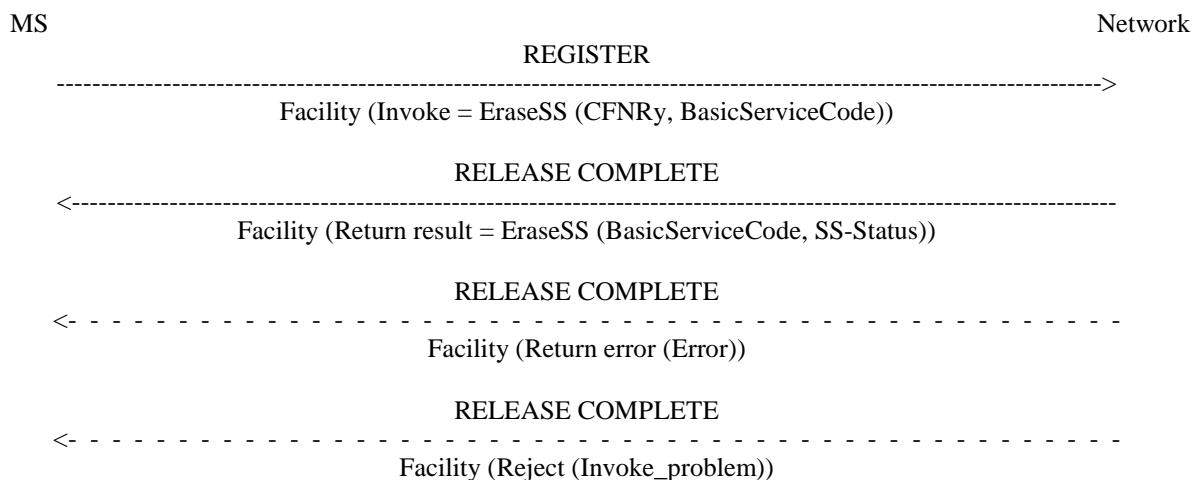 MS Network
REGISTER
Facility (Invoke = EraseSS (CFNRy, BasicServiceCode))
RELEASE COMPLETE
Facility (Return result = EraseSS (BasicServiceCode, SS-Status))
RELEASE COMPLETE
Facility (Return error (Error))
RELEASE COMPLETE
Facility (Reject (Invoke_problem))